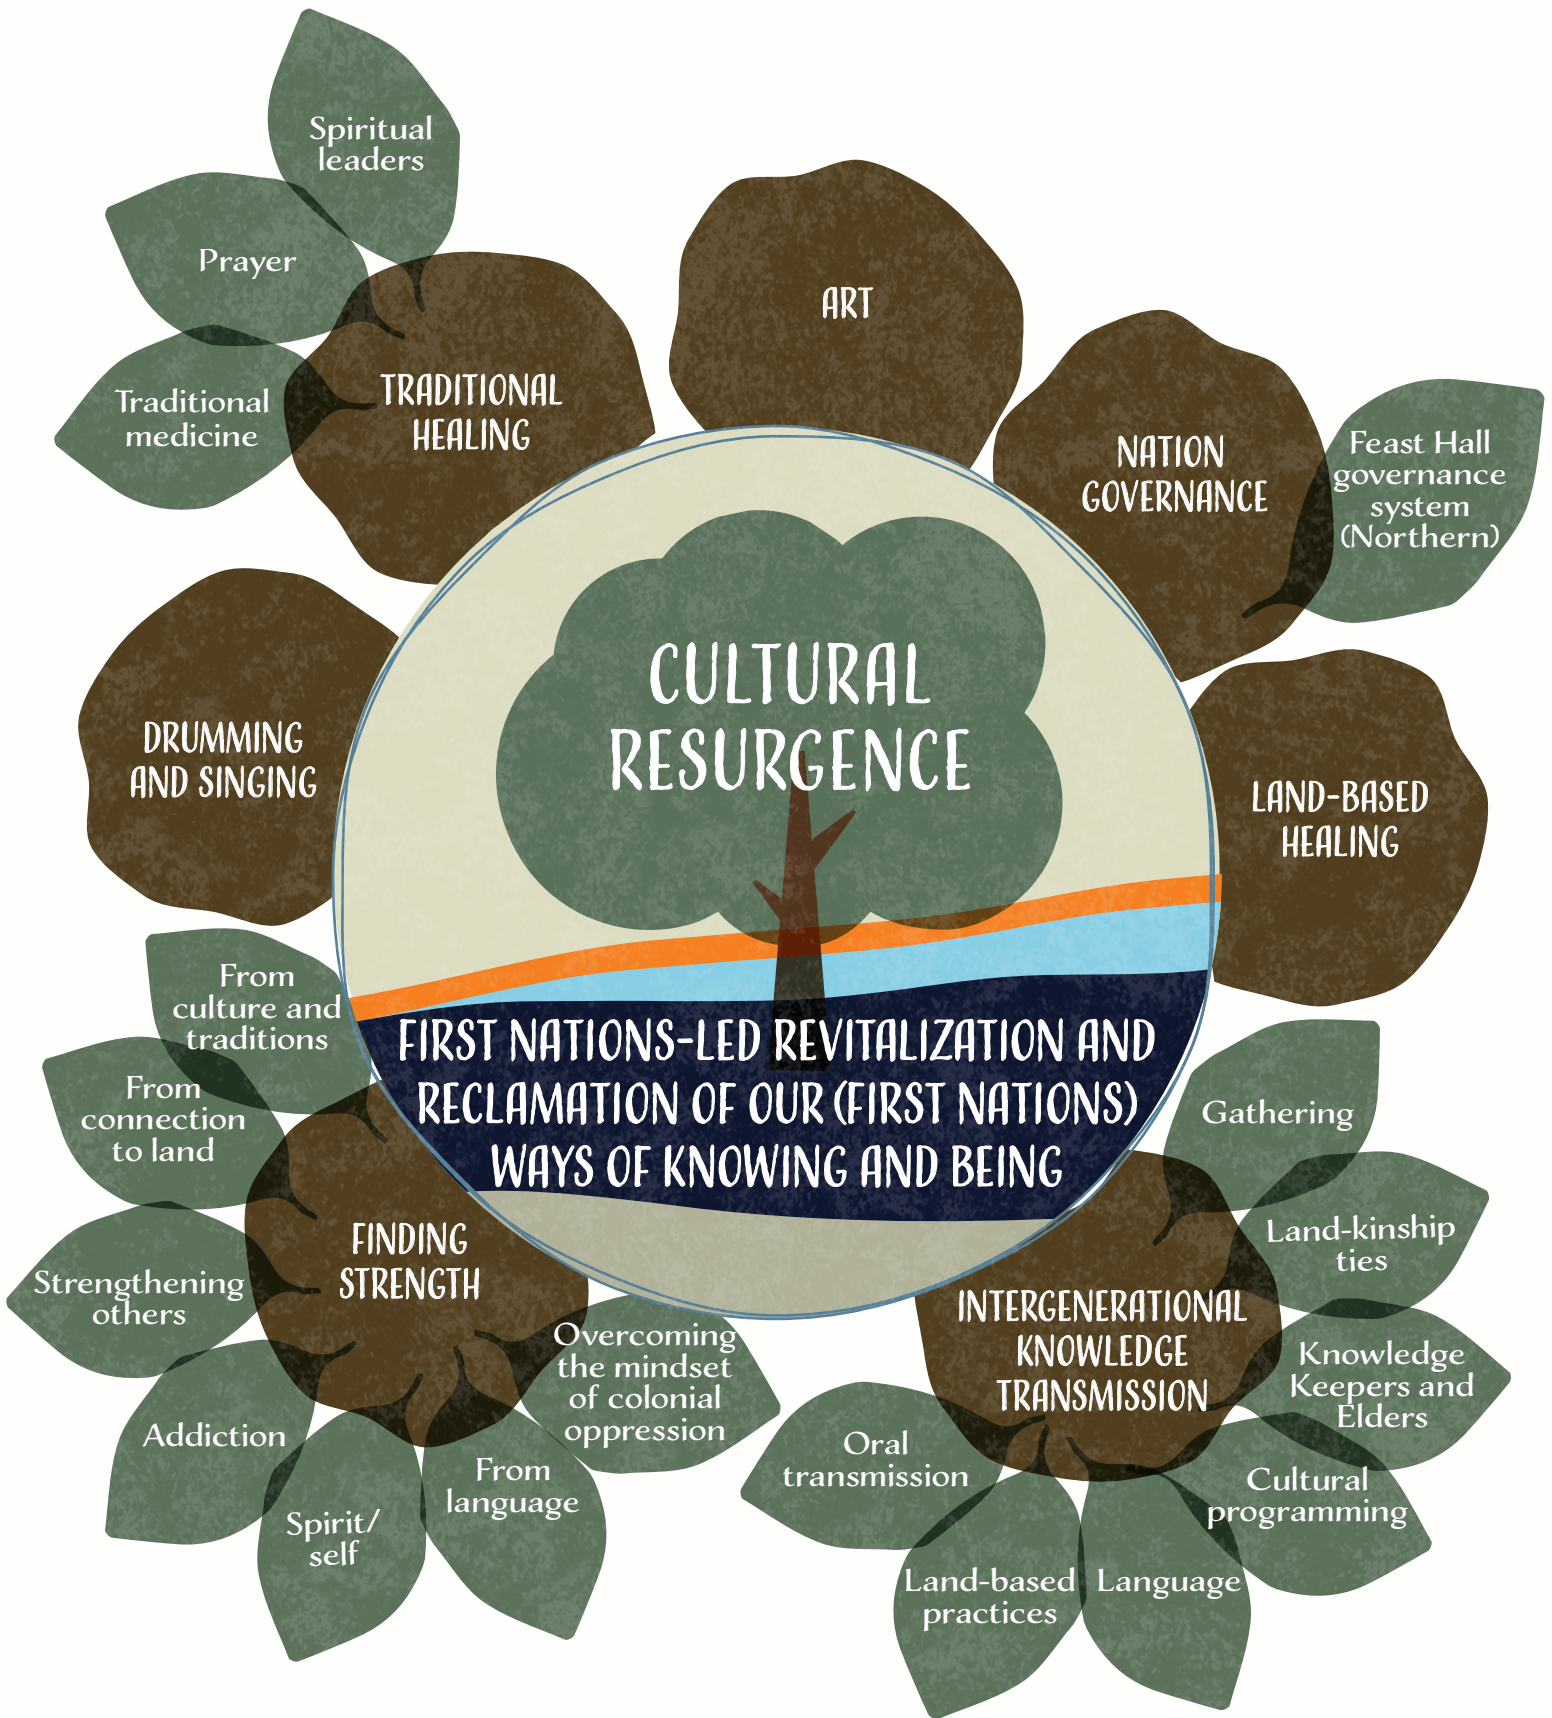 Spiritual
leaders
Prayer
Traditional
medicine
TRADITIONAL
HEALING
ART
NATION
GOVERNANCE
Feast Hall
governance
system
(Northern)
DRUMMING
AND SINGING
CULTURAL
RESURGENCE
LAND-BASED
HEALING
FIRST NATIONS-LED REVITALIZATION AND
RECLAMATION OF OUR (FIRST NATIONS)
WAYS OF KNOWING AND BEING
From
culture and
traditions
From
connection
to land
Strengthening
others
Addiction
Spirit/
self
From
language
Overcoming
the mindset
of colonial
oppression
FINDING
STRENGTH
INTERGENERATIONAL
KNOWLEDGE
TRANSMISSION
Gathering
Land-kinship
ties
Knowledge
Keepers and
Elders
Cultural
programming
Language
Land-based
practices
Oral
transmission